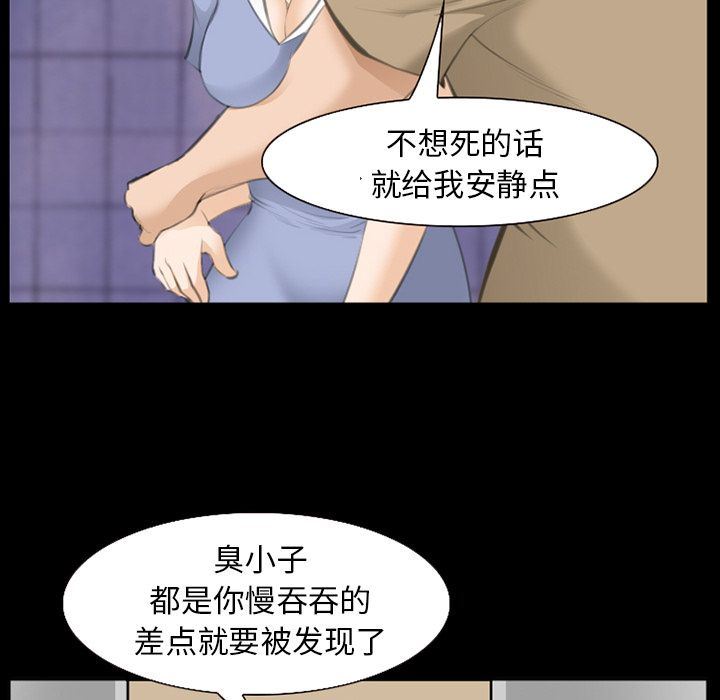 不想死的话
就给我安静点
臭小子
都是你慢吞吞的
差点就要被发现了